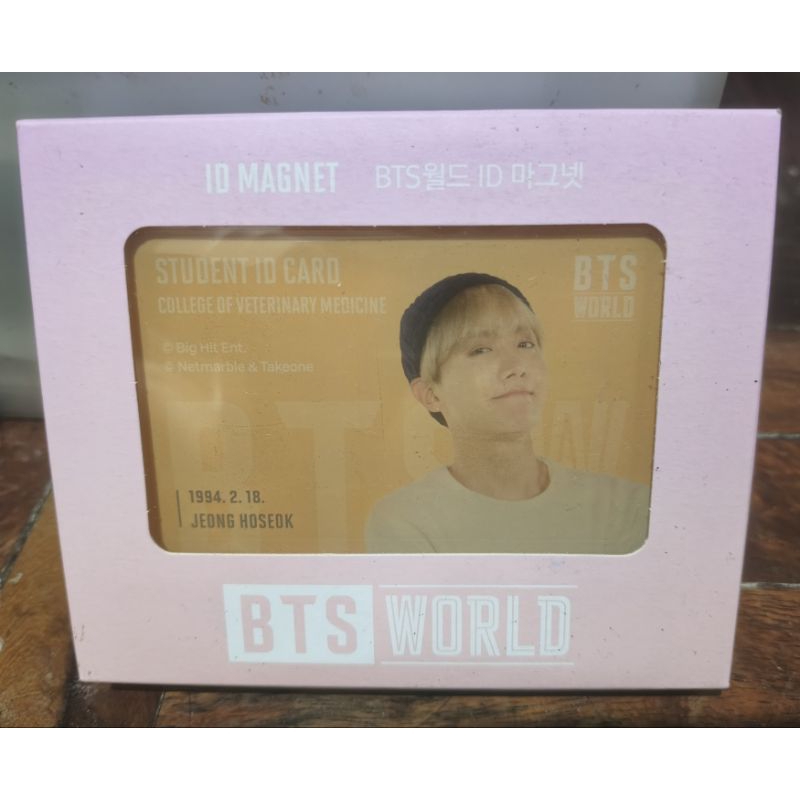 ID MAGNET BTS월드 ID 마그넷
STUDENT ID CARD
BTS
WORLD
COLLEGE OF VETERINARY MEDICINE
© Big Hit Ent.
© Netmarble & Takeone
BTS W
1994. 2. 18.
JEONG HOSEOK
BTS WORLD